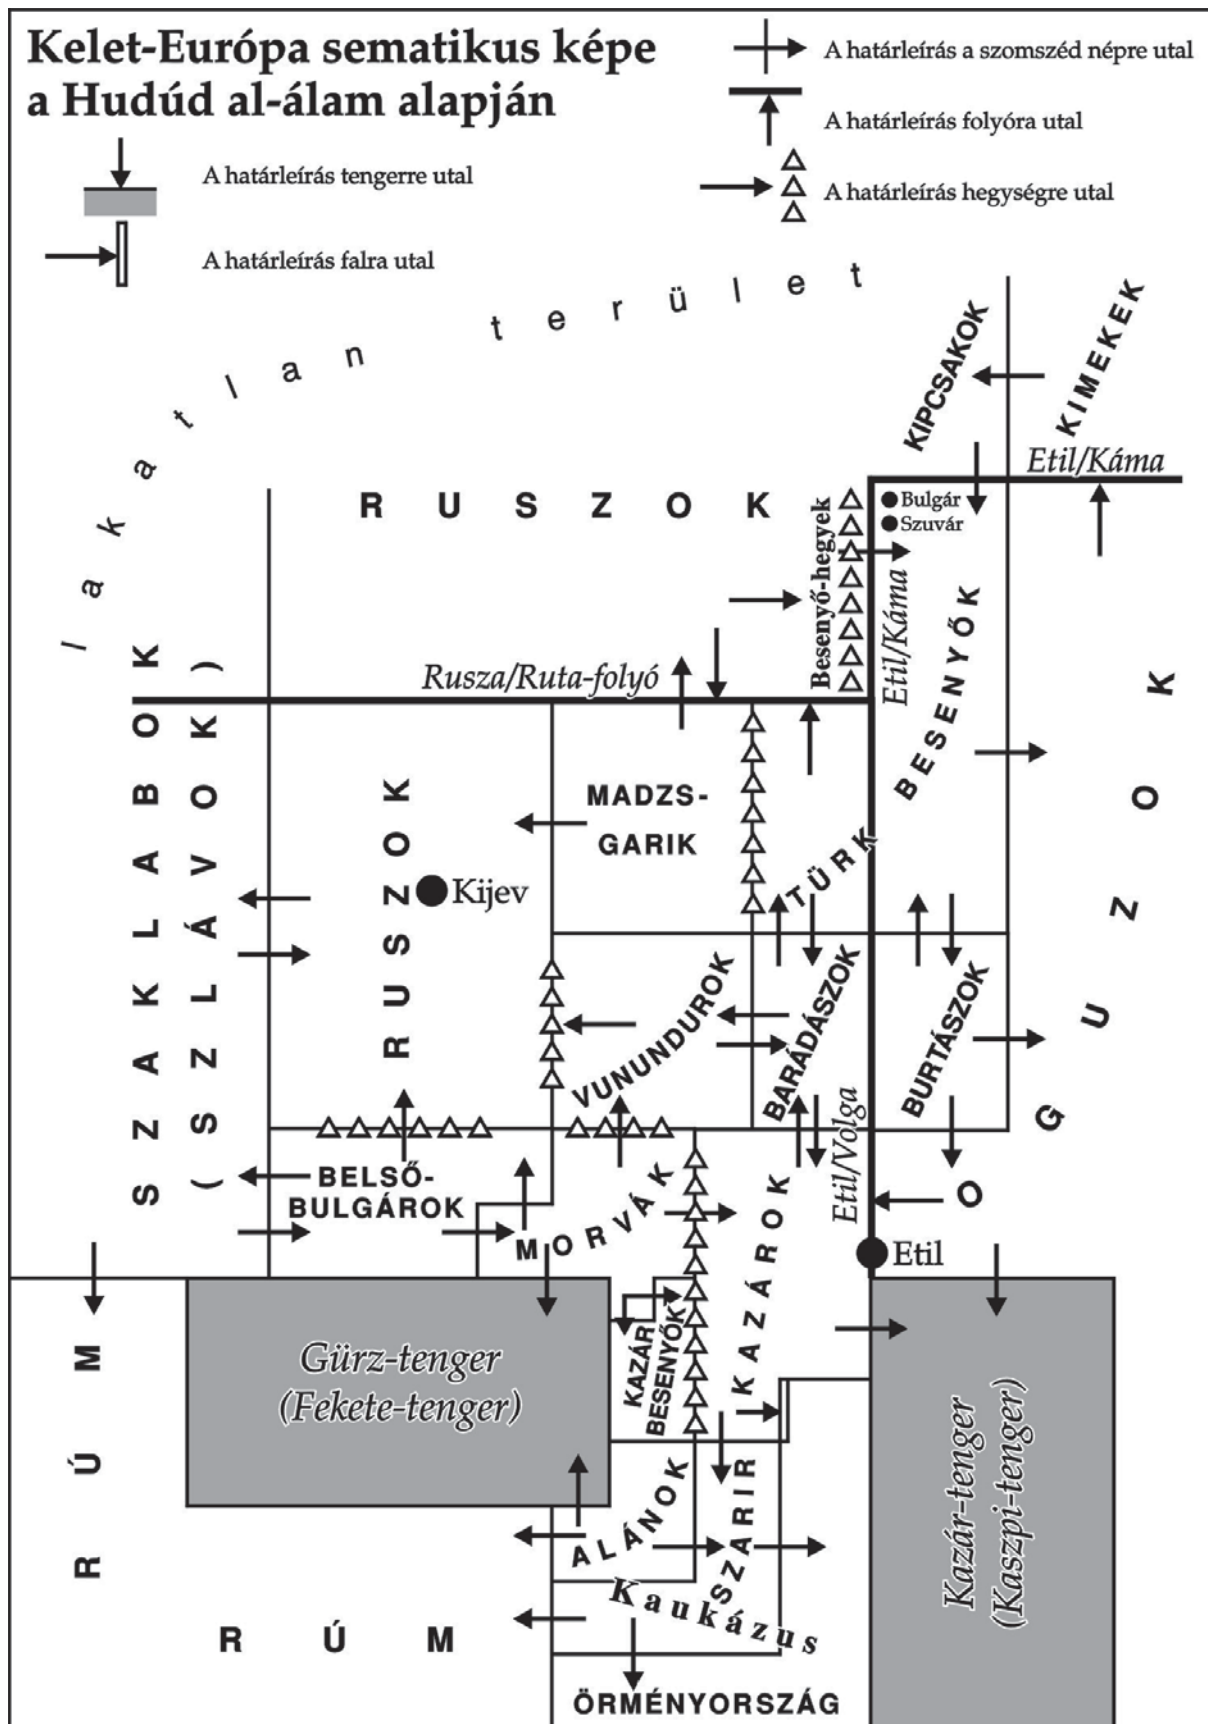 Kelet-Európa sematikus képe
a Hudúd al-álam alapján
A határleírás a szomszéd népre utal
A határleírás folyóra utal
A határleírás tengerre utal
A határleírás hegységre utal
A határleírás falra utal
lakatlan terület
KIPCSAKOK
KIMEKEK
Etil/Káma
RUSZOK
Besenyő-hegyek
Bulgár
Szuvár
Etil/Káma
BESENYŐK
Rusza/Ruta-folyó
SZAKLABOK
(SZLÁVOK)
RUSZOK
Kijev
MADZS-
GARIK
TÜRK
OGUZOK
VUNUNDUROK
BARÁDÁSZOK
BURTÁSZOK
BELSŐ-
BULGÁROK
MORVÁK
KAZÁROK
Etil/Volga
Etil
RÚM
Gürz-tenger
(Fekete-tenger)
KAZÁR
BESENYŐK
Kazár-tenger
(Kaszpi-tenger)
ALÁNOK
SZARIR
Kaukázus
RÚM
ÖRMÉNYORSZÁG